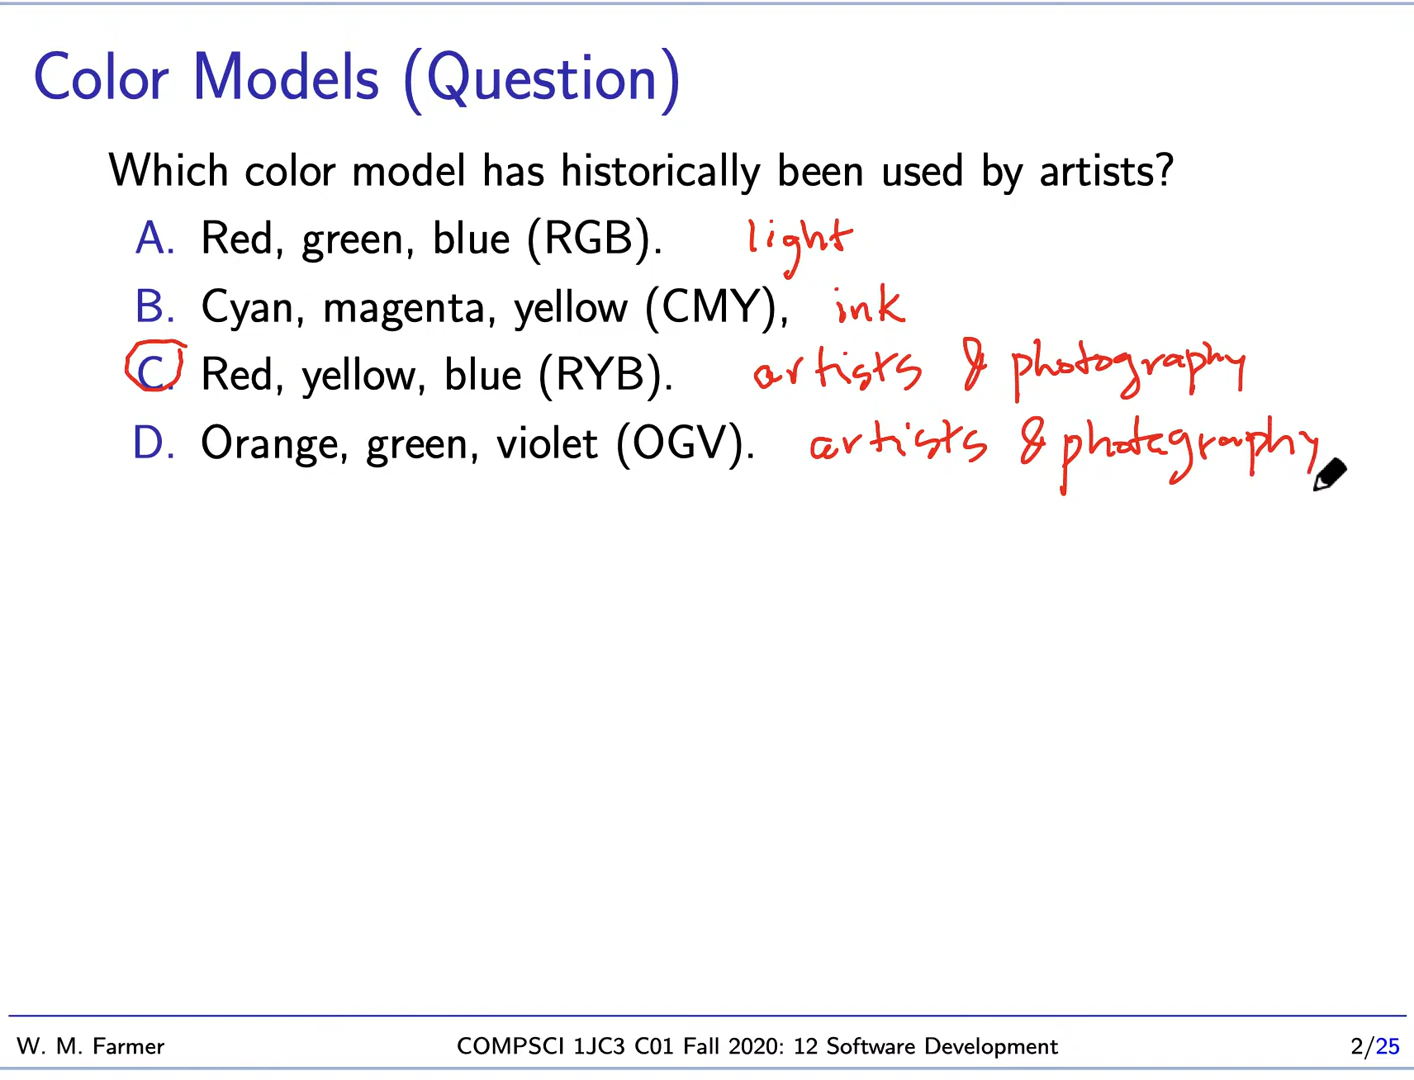 Color Models (Question)
Which color model has historically been used by artists?
A. Red, green, blue (RGB). light
B. Cyan, magenta, yellow (CMY), ink
C. Red, yellow, blue (RYB). artists & photography
D. Orange, green, violet (OGV). artists & photography
W. M. Farmer COMPSCI 1JC3 C01 Fall 2020: 12 Software Development 2/25